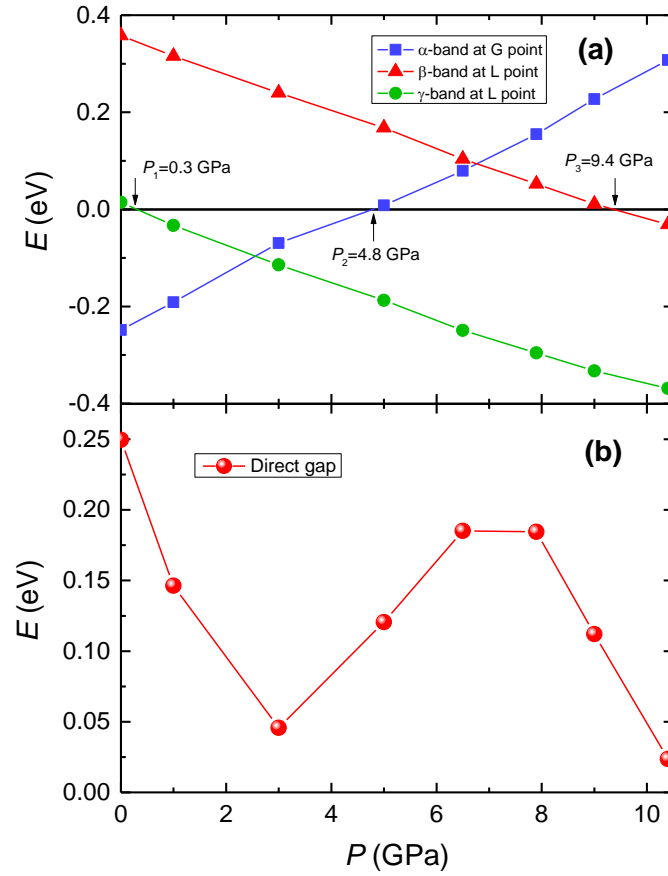 0.4
0.2
0.0
-0.2
-0.4
E (eV)
(a)
α-band at G point
β-band at L point
γ-band at L point
P1=0.3 GPa
P3=9.4 GPa
P2=4.8 GPa
0.25
0.20
0.15
0.10
0.05
0.00
E (eV)
(b)
Direct gap
0 2 4 6 8 10
P (GPa)